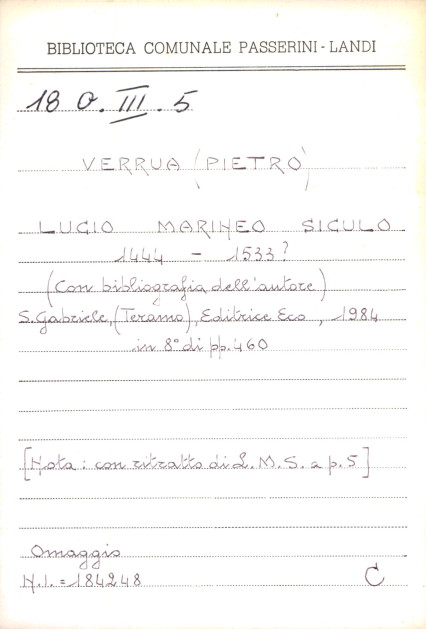 BIBLIOTECA COMUNALE PASSERINI-LANDI
18 O. III. 5
VERRUA (PIETRO)
LUCIO MARINEO SICULO
1444 - 1533?
(Con bibliografia dell'autore)
S. Gabriele, (Teramo), Editrice Eco, 1984
in 8° di pp. 460
[Nota: con ritratto di L. M. S. a p. 5]
Omaggio
N.I. = 184248 C